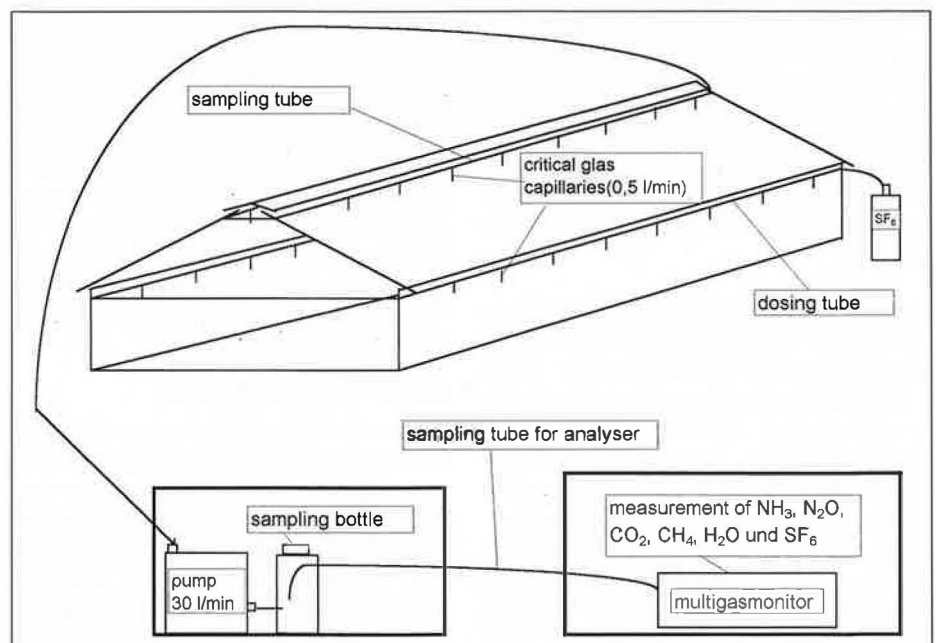 sampling tube
critical glas
capillaries(0,5 l/min)
SF₆
dosing tube
sampling tube for analyser
sampling bottle
measurement of NH₃, N₂O,
CO₂, CH₄, H₂O und SF₆
pump
30 l/min
multigasmonitor